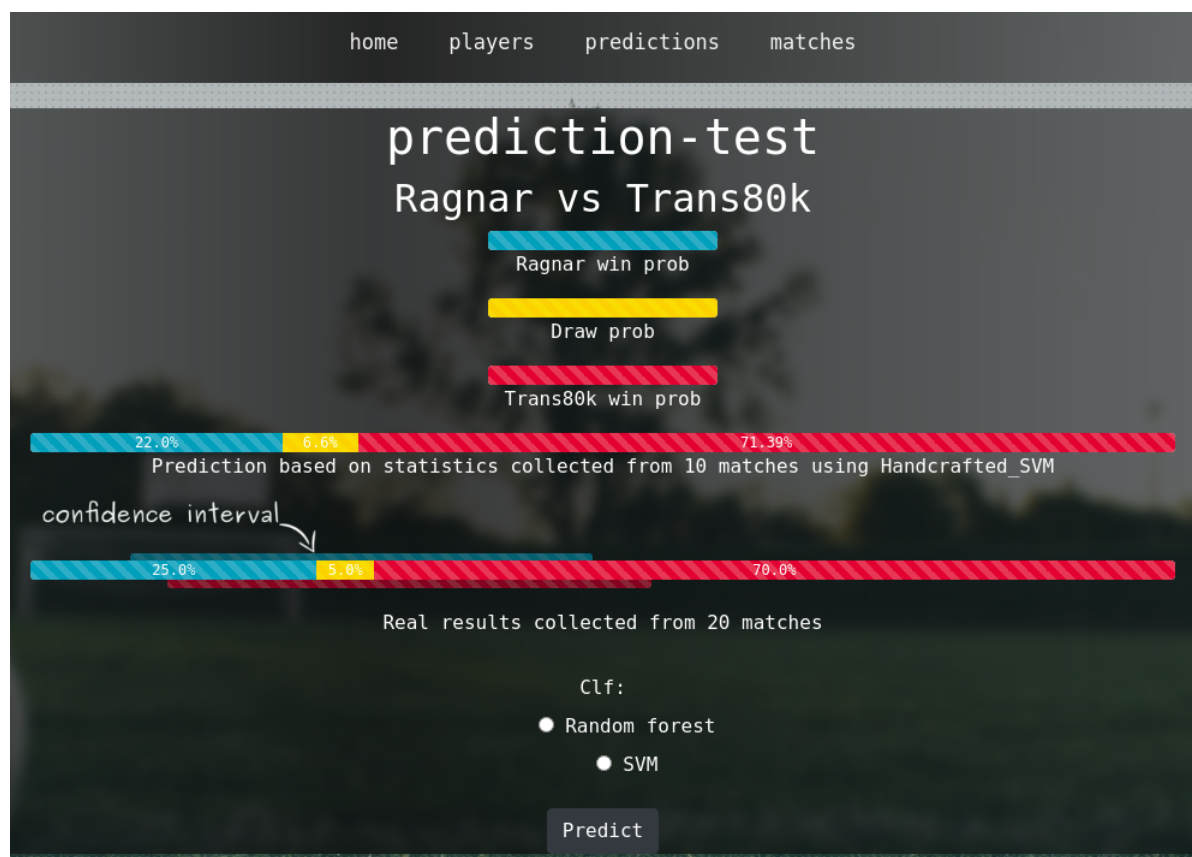 home players predictions matches
prediction-test
Ragnar vs Trans80k
Ragnar win prob
Draw prob
Trans80k win prob
22.0% 6.6% 71.39%
Prediction based on statistics collected from 10 matches using Handcrafted_SVM
confidence interval
25.0% 5.0% 70.0%
Real results collected from 20 matches
Clf:
Random forest
SVM
Predict